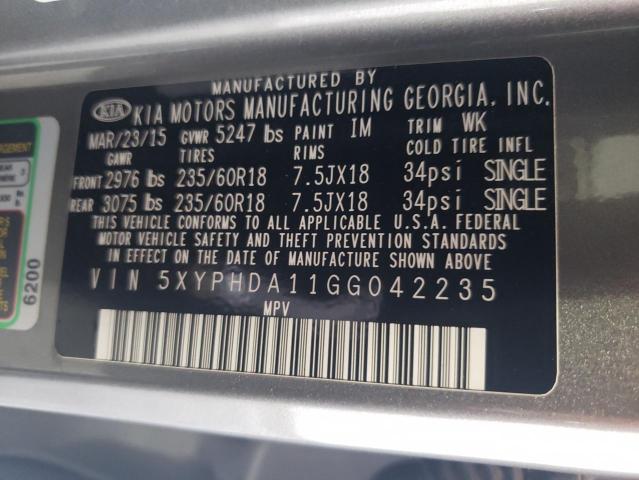 MANUFACTURED BY
KIA KIA MOTORS MANUFACTURING GEORGIA, INC.
MAR/23/15 GVWR 5247 lbs PAINT IM TRIM WK
GAWR TIRES RIMS COLD TIRE INFL
FRONT 2976 lbs 235/60R18 7.5JX18 34psi SINGLE
REAR 3075 lbs 235/60R18 7.5JX18 34psi SINGLE
THIS VEHICLE CONFORMS TO ALL APPLICABLE U.S.A. FEDERAL
MOTOR VEHICLE SAFETY AND THEFT PREVENTION STANDARDS
IN EFFECT ON THE DATE OF MANUFACTURE SHOWN ABOVE.
VIN 5XYPHDA11GG042235
MPV
6200